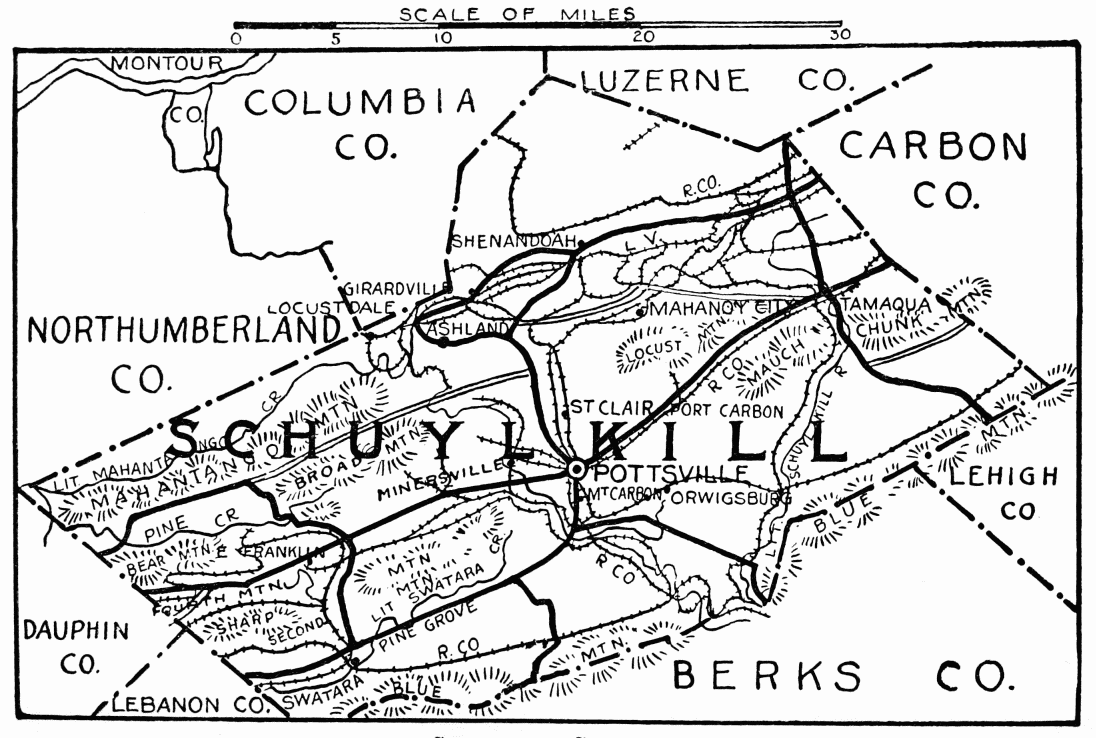 SCALE OF MILES
0 5 10 20 30
MONTOUR
CO.
COLUMBIA
CO.
LUZERNE CO.
CARBON
CO.
R.CO.
SHENANDOAH
L V.
GIRARDVILLE
LOCUSTDALE
ASHLAND
MAHANOY CITY
TAMAQUA
CHUNK MTN
NORTHUMBERLAND
CO.
LOCUST MTN
MAUCH
R CO
ST CLAIR
PORT CARBON
SCHUYLKILL R
CR
MTN
SCHUYLKILL
LIT MAHANTANGO
MAHANTANGO
BROAD MTN
MINERSVILLE
POTTSVILLE
MT CARBON
ORWIGSBURG
LEHIGH
CO
MTN.
BLUE
LIT
PINE CR
BEAR MTN
E FRANKLIN
MTN
MTN
LIT SWATARA CR
R CO
FOURTH MTN
SHARP
SECOND
PINE GROVE
R.CO
DAUPHIN
CO.
LEBANON CO.
SWATARA
BLUE
MTN.
BERKS CO.